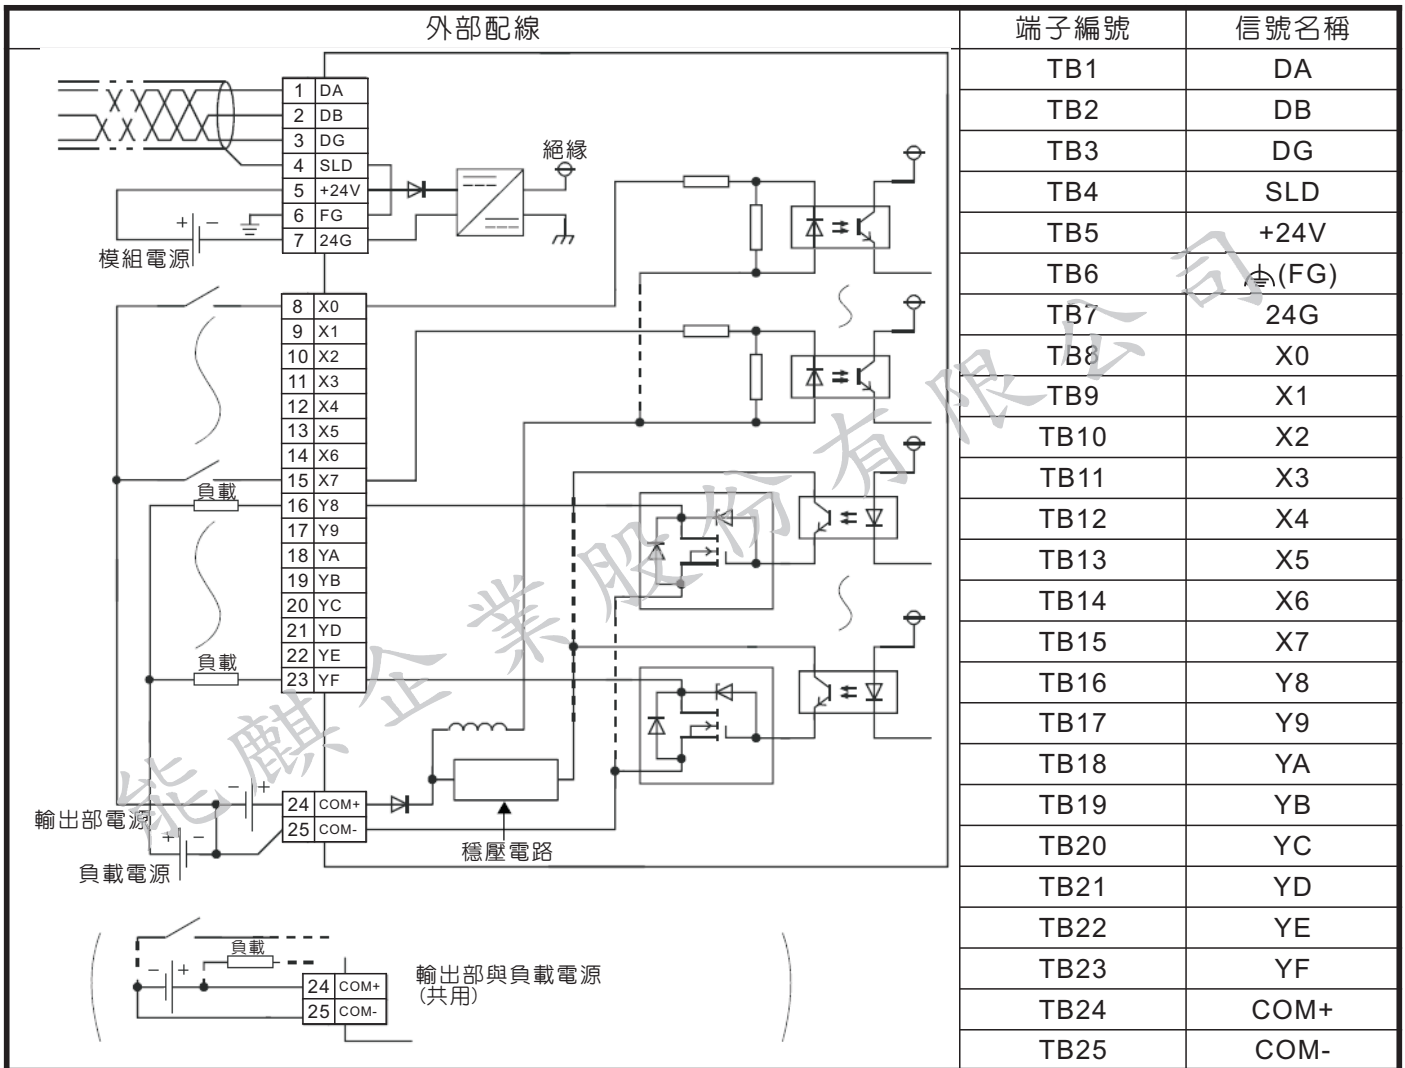 外部配線
端子編號 信號名稱
TB1 DA
TB2 DB
TB3 DG
TB4 SLD
TB5 +24V
TB6 (FG)
TB7 24G
TB8 X0
TB9 X1
TB10 X2
TB11 X3
TB12 X4
TB13 X5
TB14 X6
TB15 X7
TB16 Y8
TB17 Y9
TB18 YA
TB19 YB
TB20 YC
TB21 YD
TB22 YE
TB23 YF
TB24 COM+
TB25 COM-
1 DA
2 DB
3 DG
4 SLD
5 +24V
6 FG
7 24G
絕緣
+ −
模組電源
8 X0
9 X1
10 X2
11 X3
12 X4
13 X5
14 X6
15 X7
負載
16 Y8
17 Y9
18 YA
19 YB
20 YC
21 YD
22 YE
負載
23 YF
− +
24 COM+
25 COM-
輸出部電源
+ −
負載電源
穩壓電路
負載
− +
24 COM+
25 COM-
輸出部與負載電源
(共用)
能麒企業股份有限公司